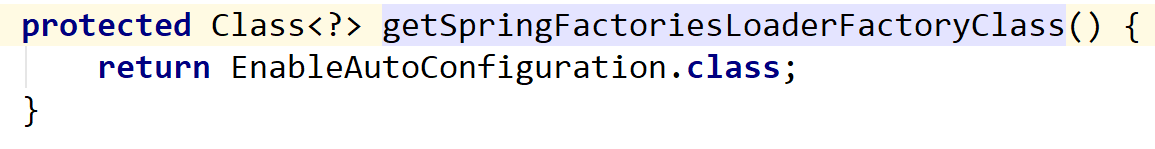 protected Class<?> getSpringFactoriesLoaderFactoryClass() {
    return EnableAutoConfiguration.class;
}